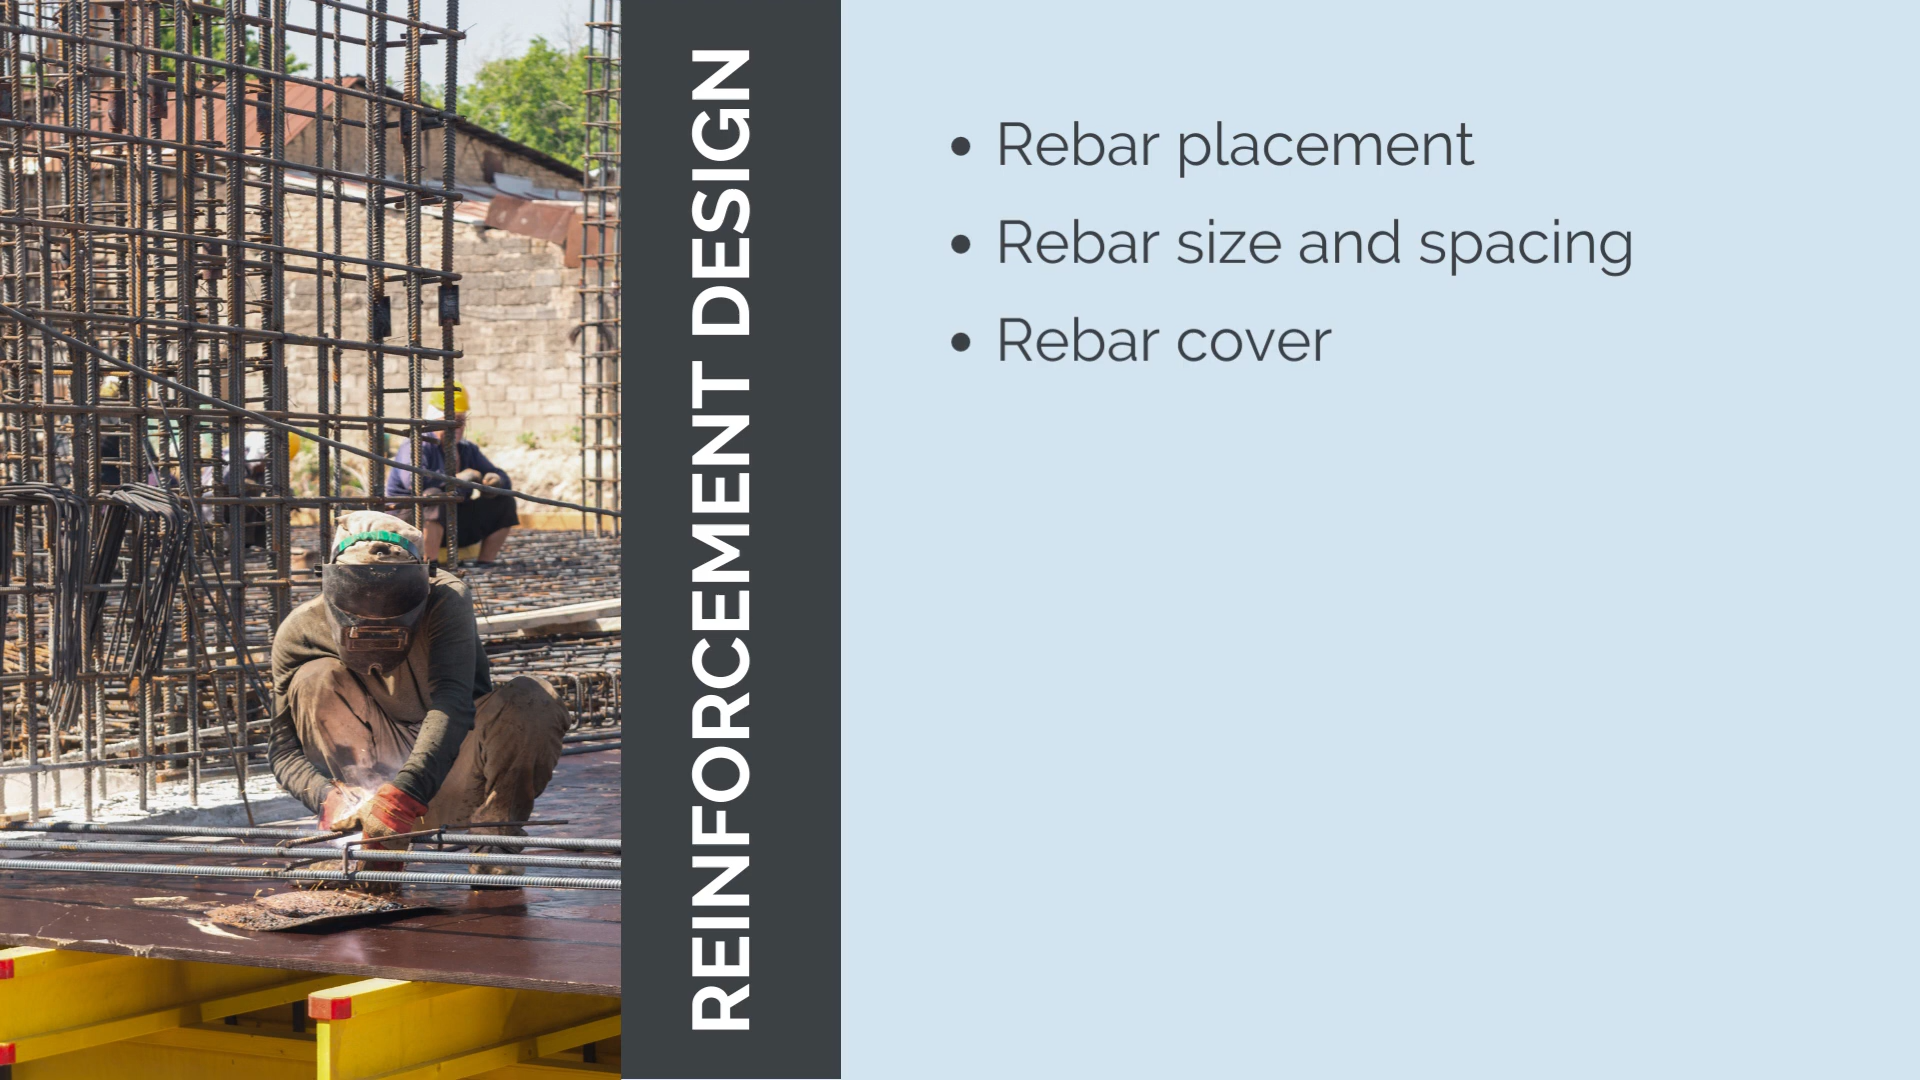 REINFORCEMENT DESIGN
• Rebar placement
• Rebar size and spacing
• Rebar cover